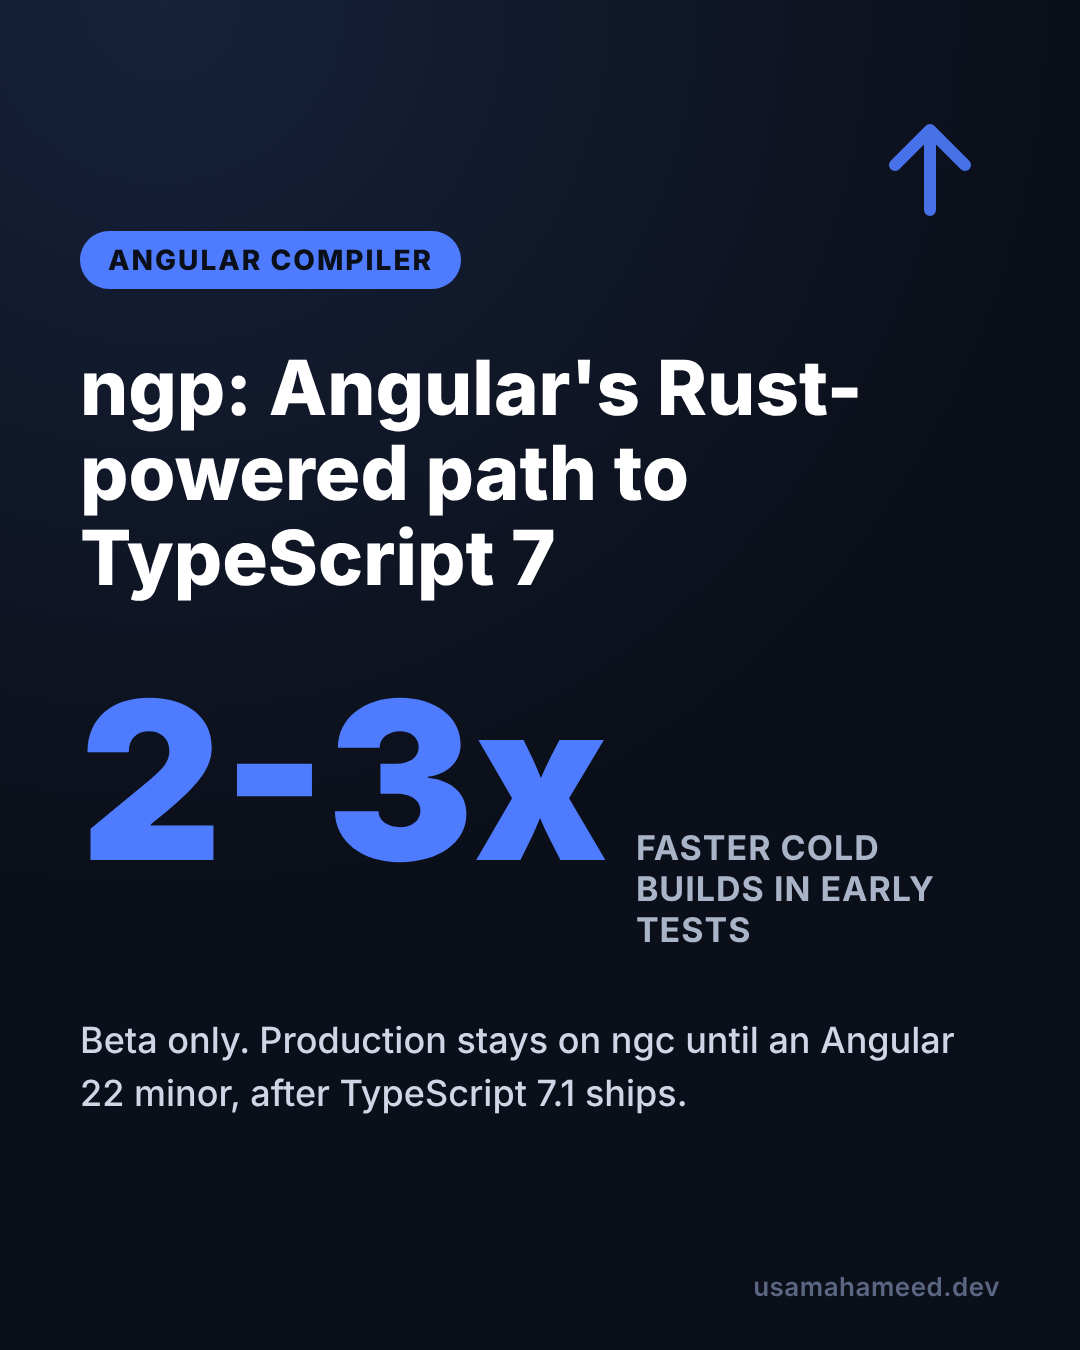 ANGULAR COMPILER
ngp: Angular's Rust-
powered path to
TypeScript 7
2-3x
FASTER COLD
BUILDS IN EARLY
TESTS
Beta only. Production stays on ngc until an Angular
22 minor, after TypeScript 7.1 ships.
usamahameed.dev